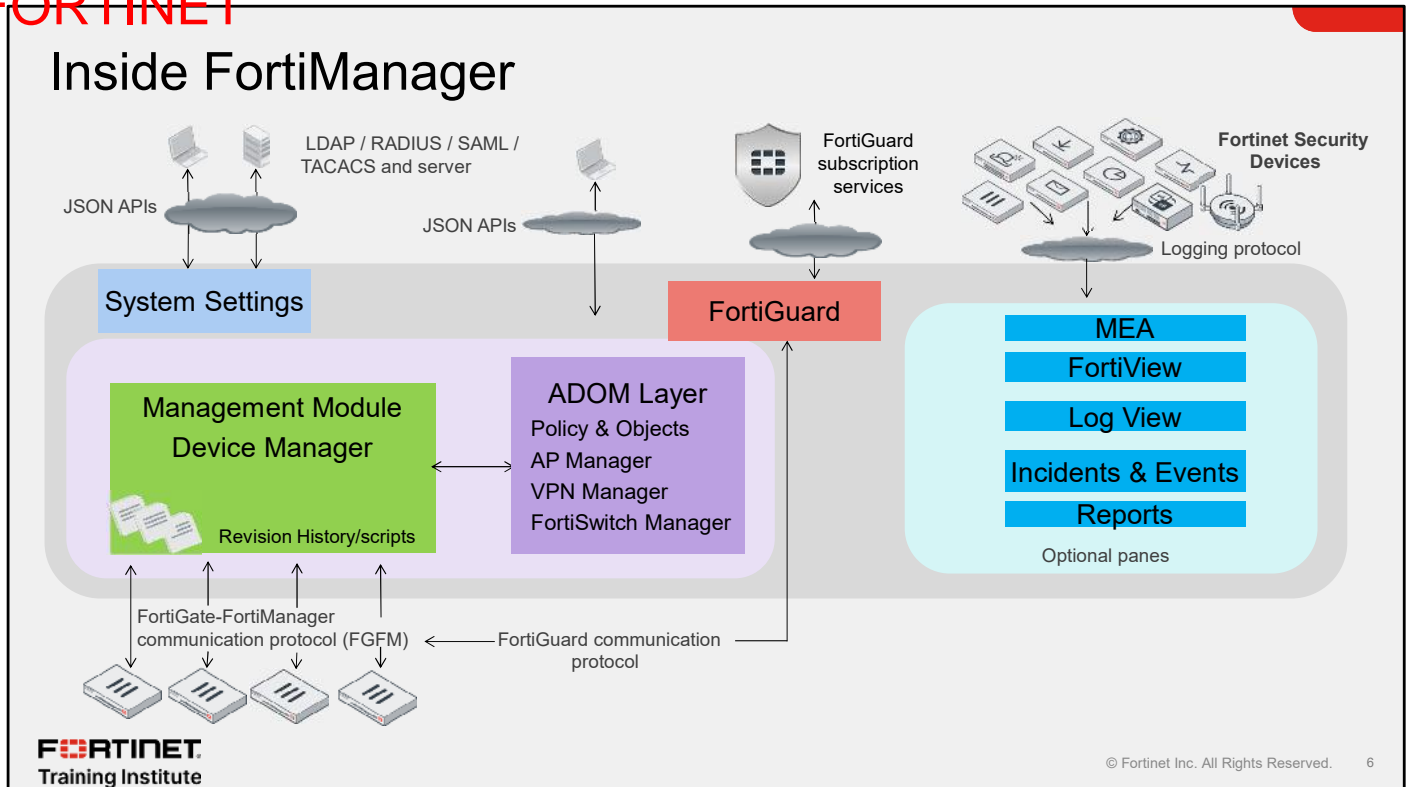 FORTINET
Inside FortiManager
LDAP / RADIUS / SAML /
TACACS and server
JSON APIs
JSON APIs
FortiGuard
subscription
services
Fortinet Security
Devices
Logging protocol
System Settings
FortiGuard
Management Module
Device Manager
Revision History/scripts
ADOM Layer
Policy & Objects
AP Manager
VPN Manager
FortiSwitch Manager
MEA
FortiView
Log View
Incidents & Events
Reports
Optional panes
FortiGate-FortiManager
communication protocol (FGFM)
FortiGuard communication
protocol
FORTINET
Training Institute
© Fortinet Inc. All Rights Reserved. 6